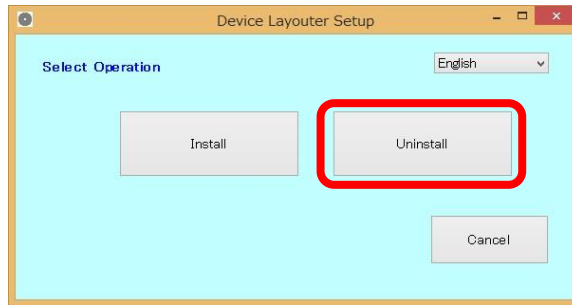 Device Layouter Setup
Select Operation
English
Install
Uninstall
Cancel